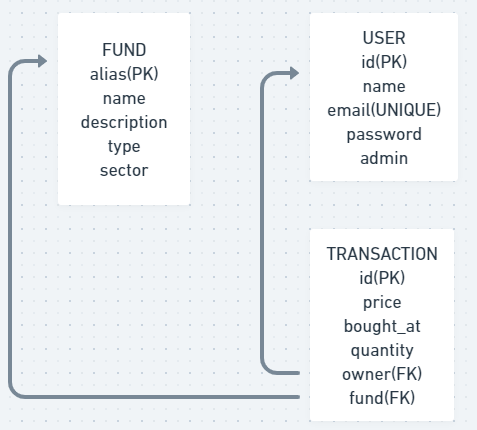 FUND
alias(PK)
name
description
type
sector
USER
id(PK)
name
email(UNIQUE)
password
admin
TRANSACTION
id(PK)
price
bought_at
quantity
owner(FK)
fund(FK)